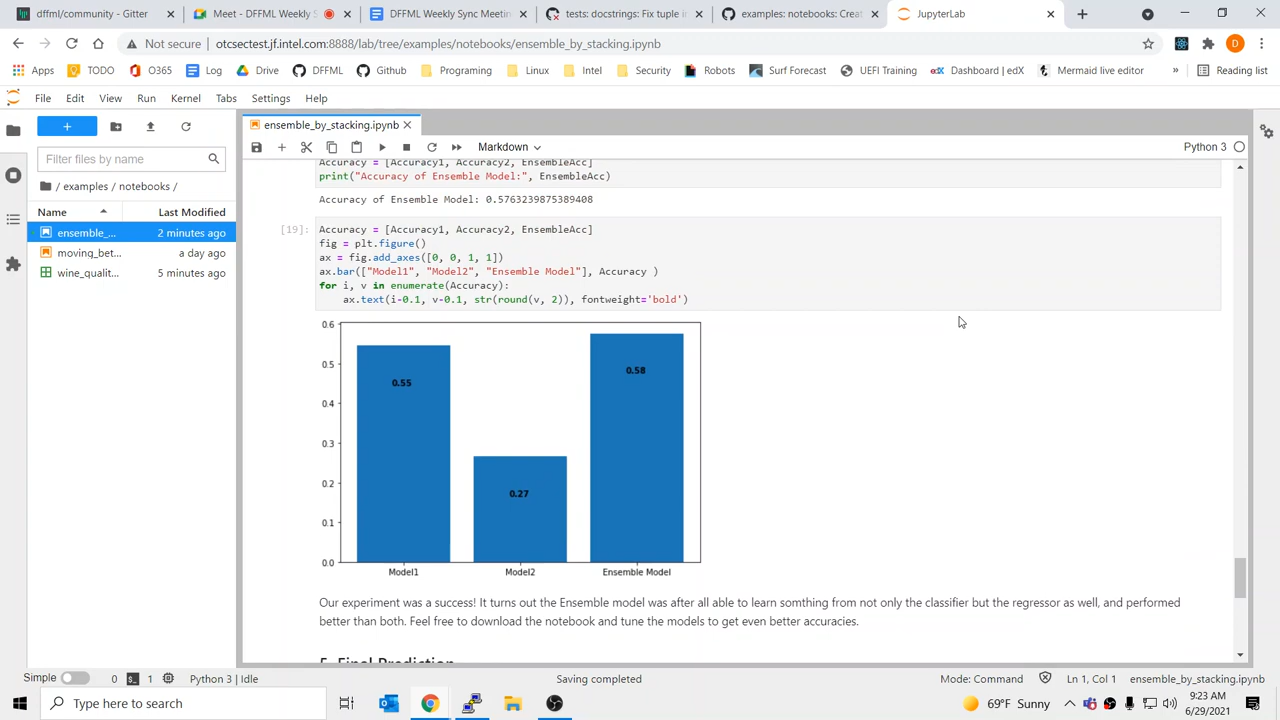 dffml/community - Gitter
Meet - DFFML Weekly S
DFFML Weekly Sync Meetin
tests: docstrings: Fix tuple i
examples: notebooks: Creat
JupyterLab
Not secure
otcsectest.jf.intel.com:8888/lab/tree/examples/notebooks/ensemble_by_stacking.ipynb
D
Apps
TODO
O365
Log
Drive
DFFML
Github
Programing
Linux
Intel
Security
Robots
Surf Forecast
UEFI Training
edX
Dashboard | edX
Mermaid live editor
»
Reading list
File
Edit
View
Run
Kernel
Tabs
Settings
Help
ensemble_by_stacking.ipynb
Filter files by name
Markdown
Python 3
/ examples / notebooks /
Name
Last Modified
ensemble_...
2 minutes ago
moving_bet...
a day ago
wine_qualit...
5 minutes ago
Accuracy = [Accuracy1, Accuracy2, EnsembleAcc]
print("Accuracy of Ensemble Model:", EnsembleAcc)
Accuracy of Ensemble Model: 0.5763239875389408
[19]:
Accuracy = [Accuracy1, Accuracy2, EnsembleAcc]
fig = plt.figure()
ax = fig.add_axes([0, 0, 1, 1])
ax.bar(["Model1", "Model2", "Ensemble Model"], Accuracy )
for i, v in enumerate(Accuracy):
ax.text(i-0.1, v-0.1, str(round(v, 2)), fontweight='bold')
0.6
0.5
0.4
0.3
0.2
0.1
0.0
0.55
0.27
0.58
Model1
Model2
Ensemble Model
Our experiment was a success! It turns out the Ensemble model was after all able to learn somthing from not only the classifier but the regressor as well, and performed
better than both. Feel free to download the notebook and tune the models to get even better accuracies.
5. Final Prediction
Simple
0
1
Python 3 | Idle
Saving completed
Mode: Command
Ln 1, Col 1
ensemble_by_stacking.ipynb
Type here to search
69°F Sunny
9:23 AM
6/29/2021